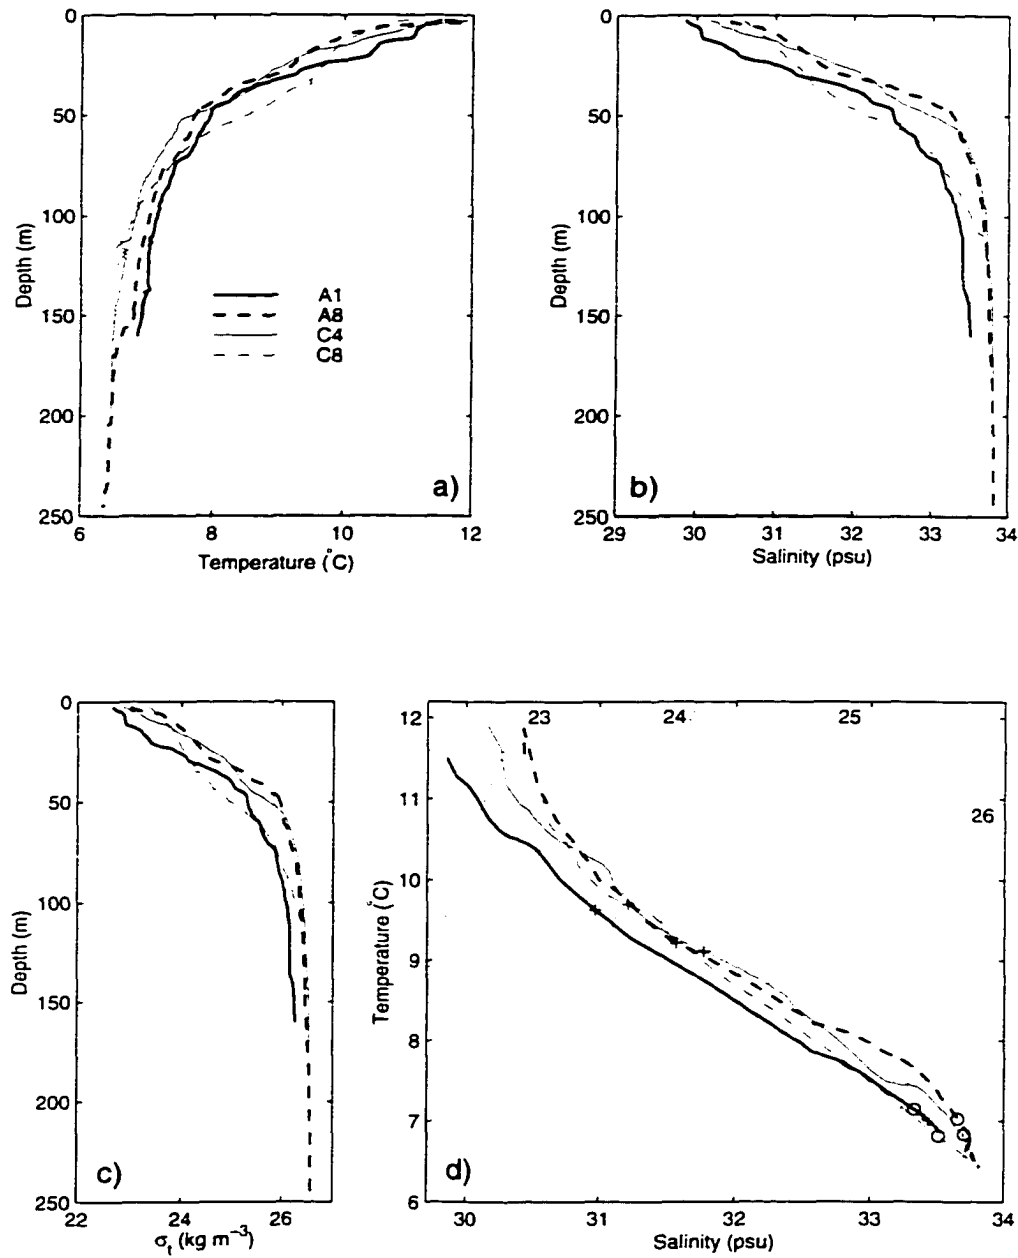 0
50
100
150
200
250
Depth (m)
A1
A8
C4
C8
a)
6
8
10
12
Temperature (°C)
0
50
100
150
200
250
Depth (m)
b)
29
30
31
32
33
34
Salinity (psu)
0
50
100
150
200
250
Depth (m)
c)
22
24
26
σt (kg m⁻³)
12
11
10
9
8
7
6
Temperature (°C)
23
24
25
26
d)
30
31
32
33
34
Salinity (psu)